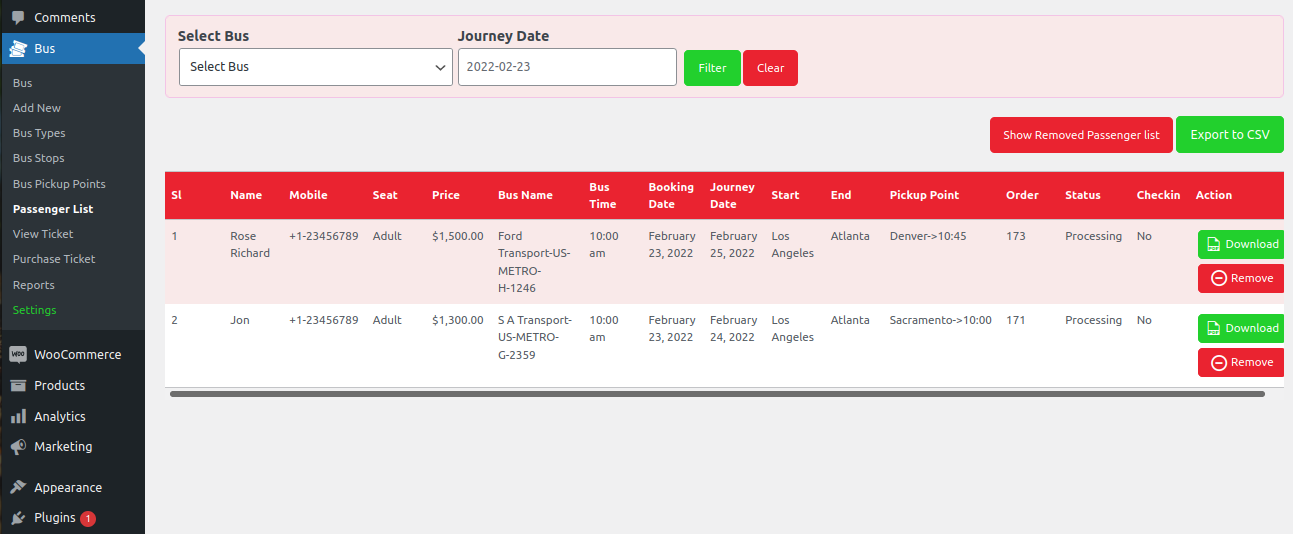 Comments
Bus
Bus
Add New
Bus Types
Bus Stops
Bus Pickup Points
Passenger List
View Ticket
Purchase Ticket
Reports
Settings
WooCommerce
Products
Analytics
Marketing
Appearance
Plugins 1
Select Bus Journey Date
Select Bus 2022-02-23 Filter Clear
Show Removed Passenger list Export to CSV
Sl Name Mobile Seat Price Bus Name Bus Time Booking Date Journey Date Start End Pickup Point Order Status Checkin Action
1 Rose Richard +1-23456789 Adult $1,500.00 Ford Transport-US-METRO-H-1246 10:00 am February 23, 2022 February 25, 2022 Los Angeles Atlanta Denver->10:45 173 Processing No Download
Remove
2 Jon +1-23456789 Adult $1,300.00 S A Transport-US-METRO-G-2359 10:00 am February 23, 2022 February 24, 2022 Los Angeles Atlanta Sacramento->10:00 171 Processing No Download
Remove